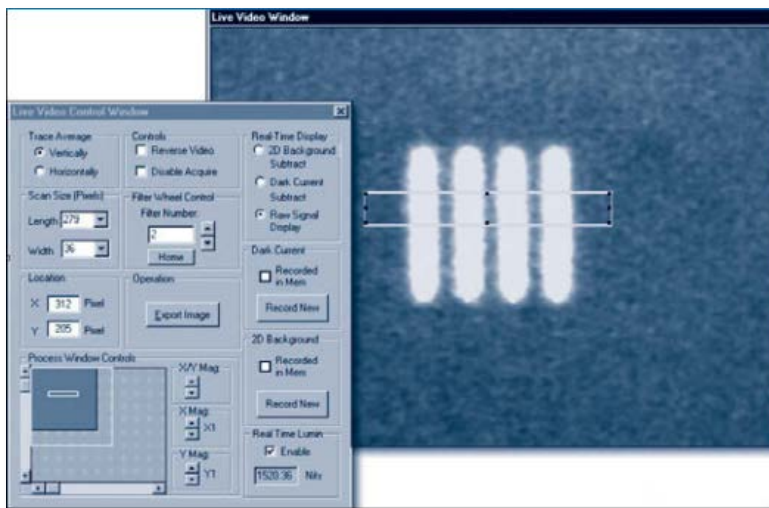 Live Video Window
Live Video Control Window
Trace Average
Vertically
Horizontally
Scan Size (Pixels)
Length 279
Width 36
Location
X 312 Pixel
Y 205 Pixel
Controls
Reverse Video
Disable Acquire
Filter Wheel Control
Filter Number:
2
Home
Operation
Export Image
Real-Time Display
2D Background
Subtract
Dark Current
Subtract
Raw Signal
Display
Dark Current
Recorded
in Mem
Record New
2D Background
Recorded
in Mem
Record New
Process Window Controls
X/Y Mag
X Mag
X1
Y Mag
Y1
Real Time Lumin
Enable
1520.36 Nits